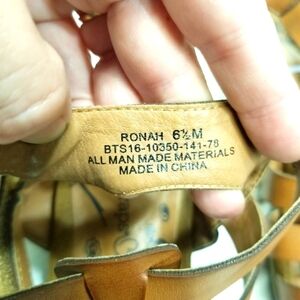 RONAH 6½M
BTS16-10350-141-78
ALL MAN MADE MATERIALS
MADE IN CHINA